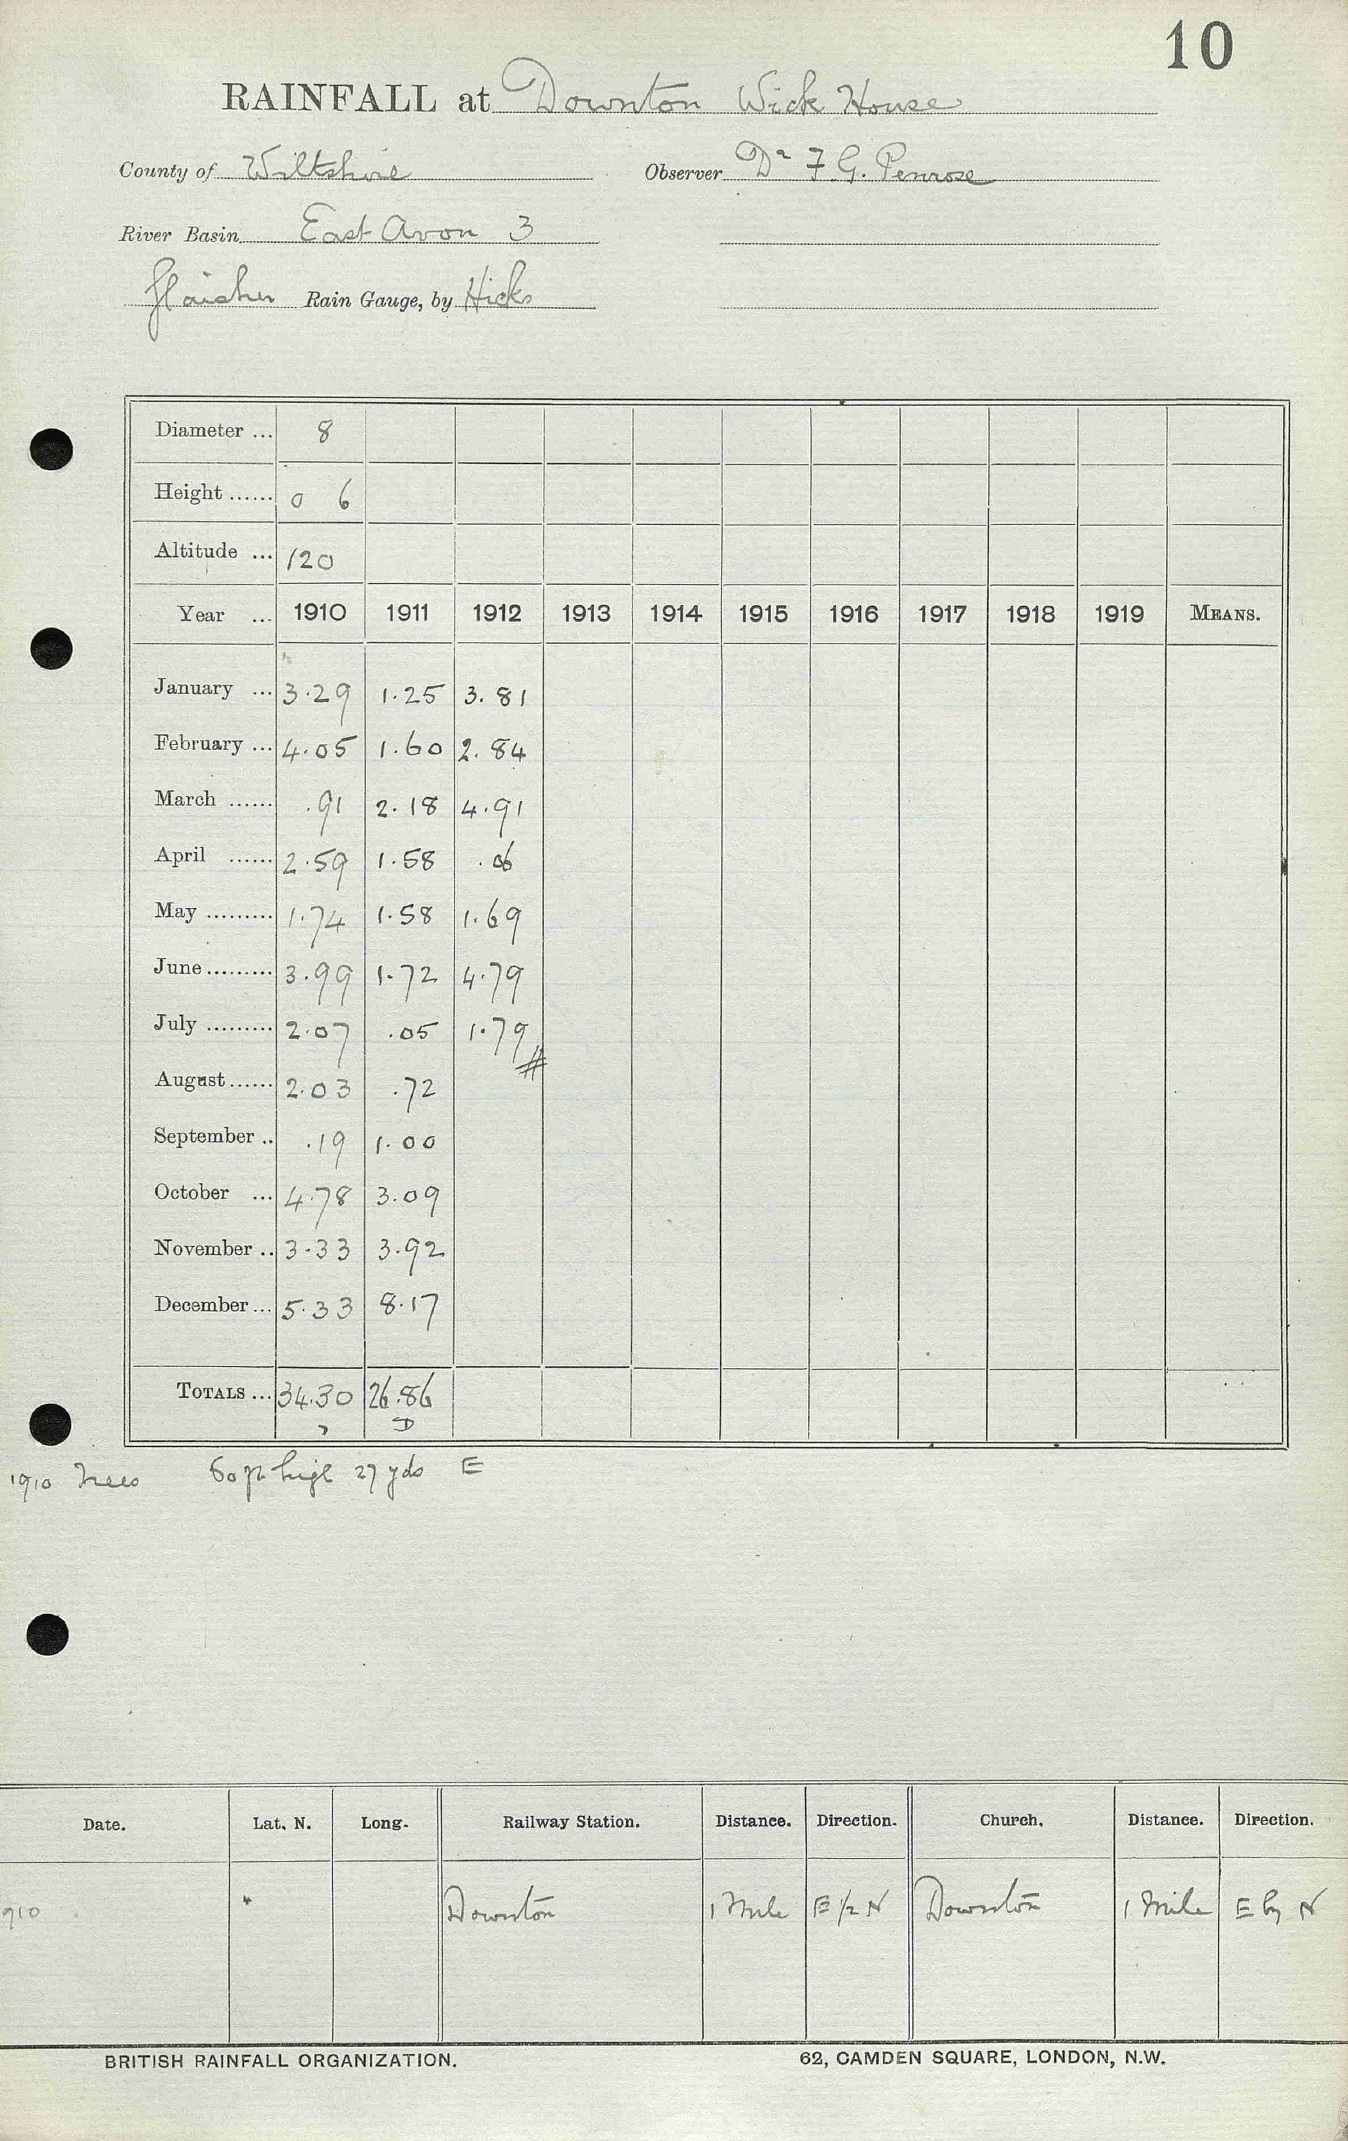 10
RAINFALL at Downton Wick House
County of Wiltshire Observer Dr F G. Penrose
River Basin East Avon 3
Glaisher Rain Gauge, by Hicks
Diameter ... 8
Height ...... 0 6
Altitude ... 120
Year ... 1910 1911 1912 1913 1914 1915 1916 1917 1918 1919 MEANS.
January ... 3.29 1.25 3.81
February ... 4.05 1.60 2.84
March ...... .91 2.18 4.91
April ...... 2.59 1.58 .06
May ......... 1.74 1.58 1.69
June ......... 3.99 1.72 4.79
July ......... 2.07 .05 1.79
#
August ...... 2.03 .72
September .. .19 1.00
October ... 4.78 3.09
November .. 3.33 3.92
December ... 5.33 8.17
TOTALS ... 34.30 26.86
D
1910 Trees 60 ft high 27 yds E
Date. Lat. N. Long. Railway Station. Distance. Direction. Church. Distance. Direction.
910 Downton 1 Mile E 1/2 N Downton 1 Mile E by N
BRITISH RAINFALL ORGANIZATION. 62, CAMDEN SQUARE, LONDON, N.W.